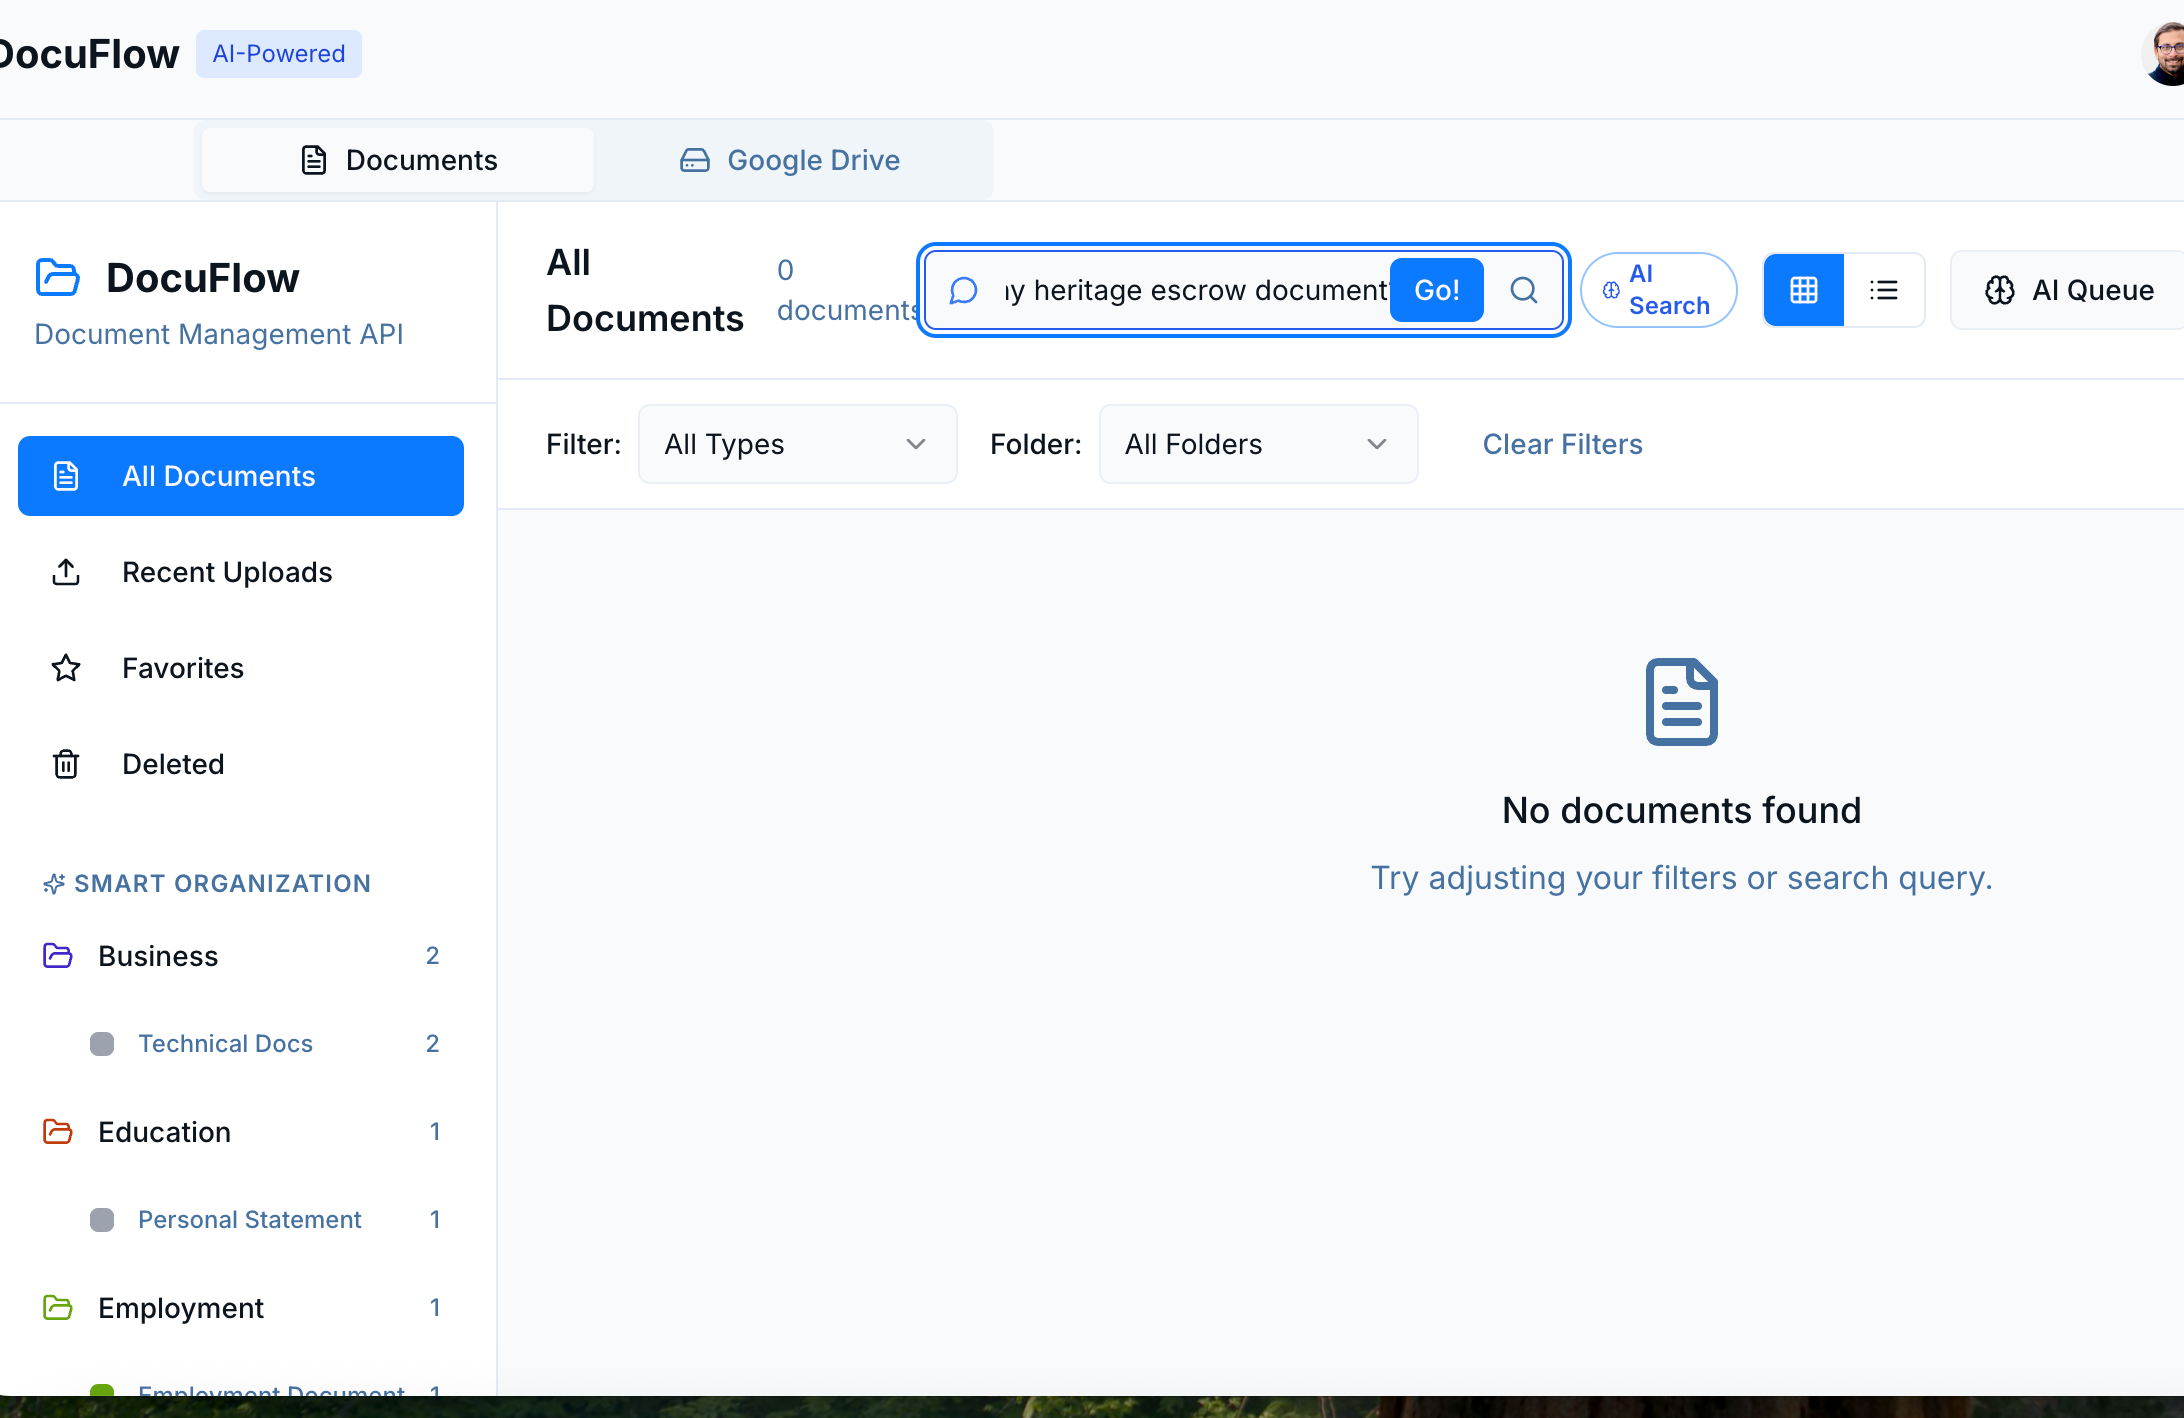 DocuFlow AI-Powered
Documents
Google Drive
DocuFlow
Document Management API
All Documents
Recent Uploads
Favorites
Deleted
SMART ORGANIZATION
Business 2
Technical Docs 2
Education 1
Personal Statement 1
Employment 1
Employment Document 1
All
Documents
0
documents
heritage escrow document
Go!
AI
Search
AI Queue
Filter:
All Types
Folder:
All Folders
Clear Filters
No documents found
Try adjusting your filters or search query.